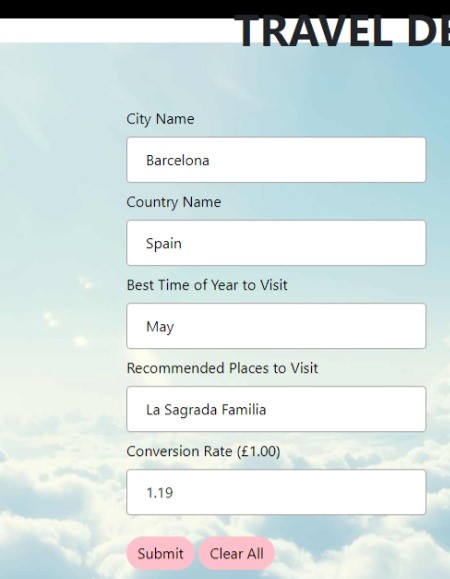 TRAVEL DE
City Name
Barcelona
Country Name
Spain
Best Time of Year to Visit
May
Recommended Places to Visit
La Sagrada Familia
Conversion Rate (£1.00)
1.19
Submit Clear All